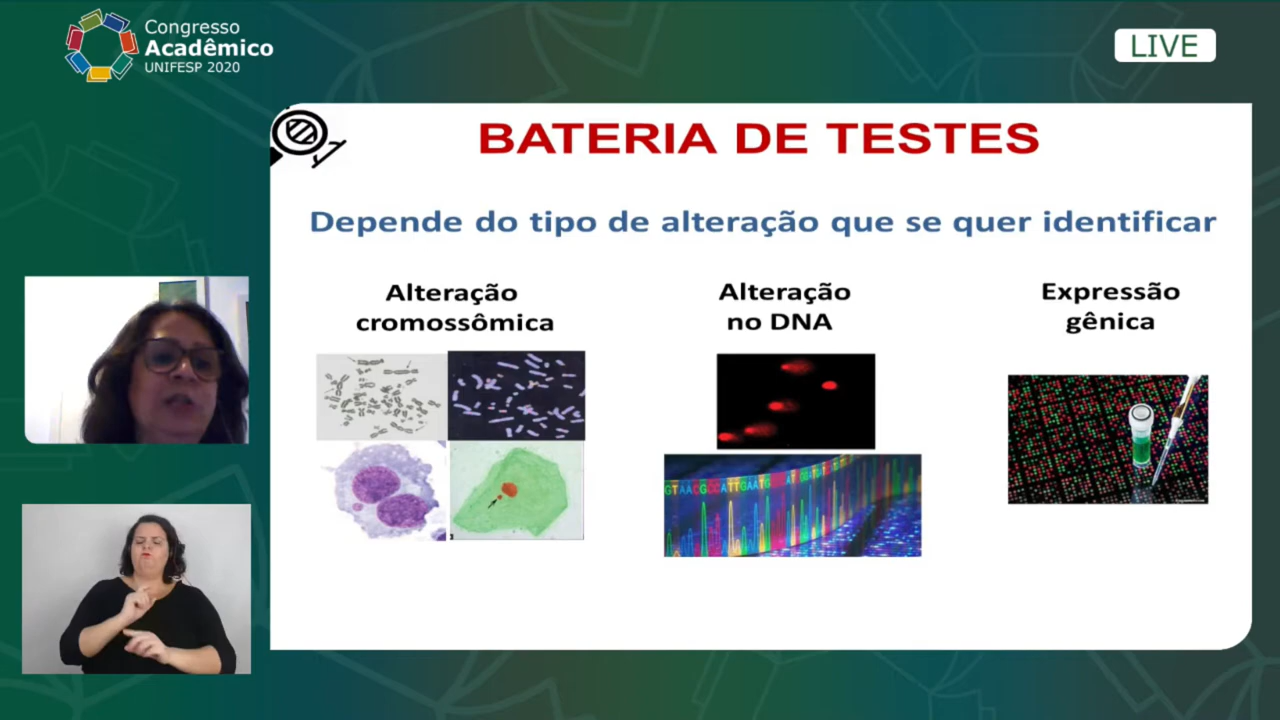 Congresso
Acadêmico
UNIFESP 2020
LIVE
BATERIA DE TESTES
Depende do tipo de alteração que se quer identificar
Alteração
cromossômica
Alteração
no DNA
Expressão
gênica